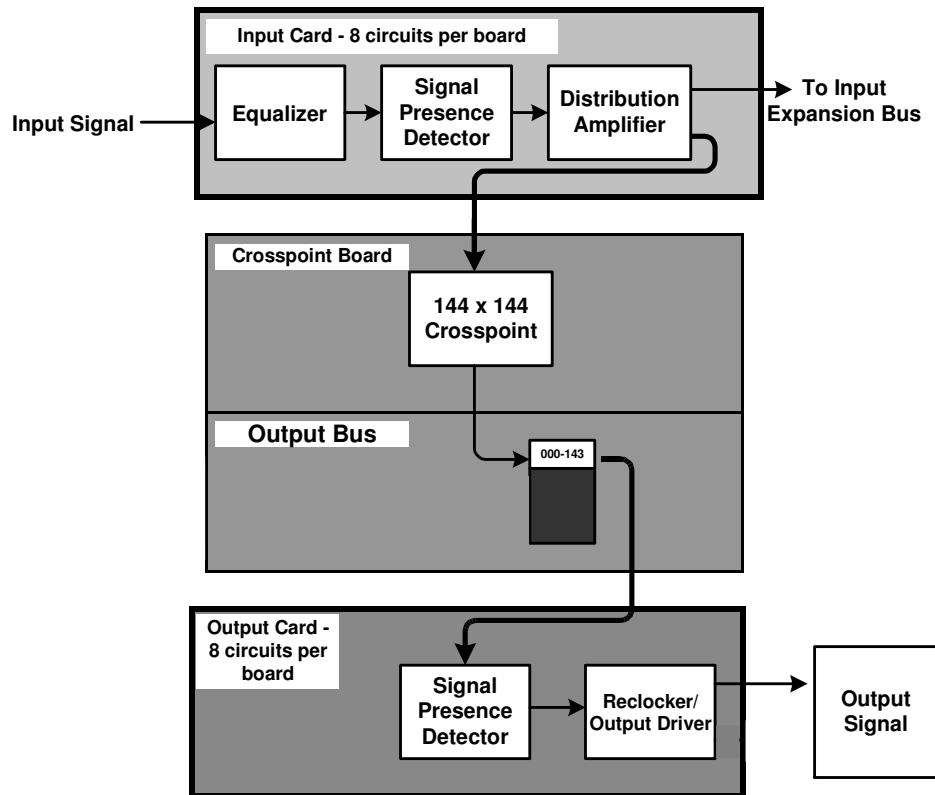 Input Card - 8 circuits per board
Input Signal
Equalizer
Signal
Presence
Detector
Distribution
Amplifier
To Input
Expansion Bus
Crosspoint Board
144 x 144
Crosspoint
Output Bus
000-143
Output Card -
8 circuits per
board
Signal
Presence
Detector
Reclocker/
Output Driver
Output
Signal